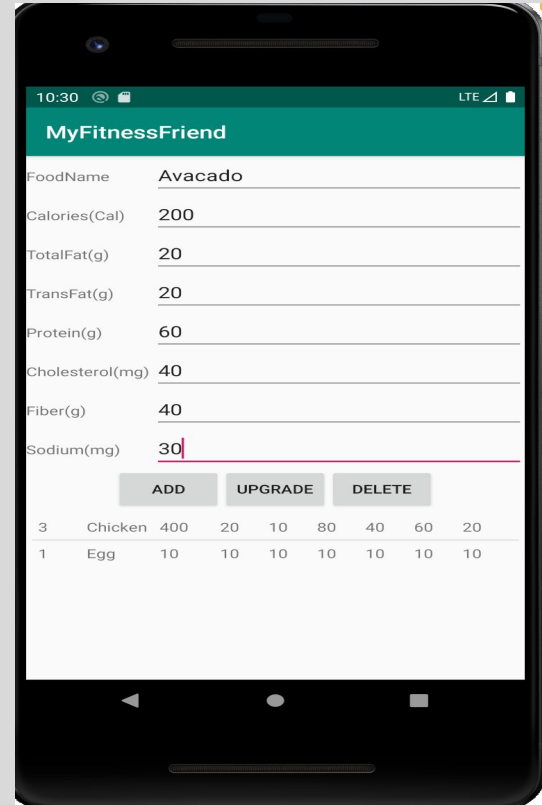 10:30 LTE
MyFitnessFriend
FoodName Avacado
Calories(Cal) 200
TotalFat(g) 20
TransFat(g) 20
Protein(g) 60
Cholesterol(mg) 40
Fiber(g) 40
Sodium(mg) 30
ADD UPGRADE DELETE
3 Chicken 400 20 10 80 40 60 20
1 Egg 10 10 10 10 10 10 10